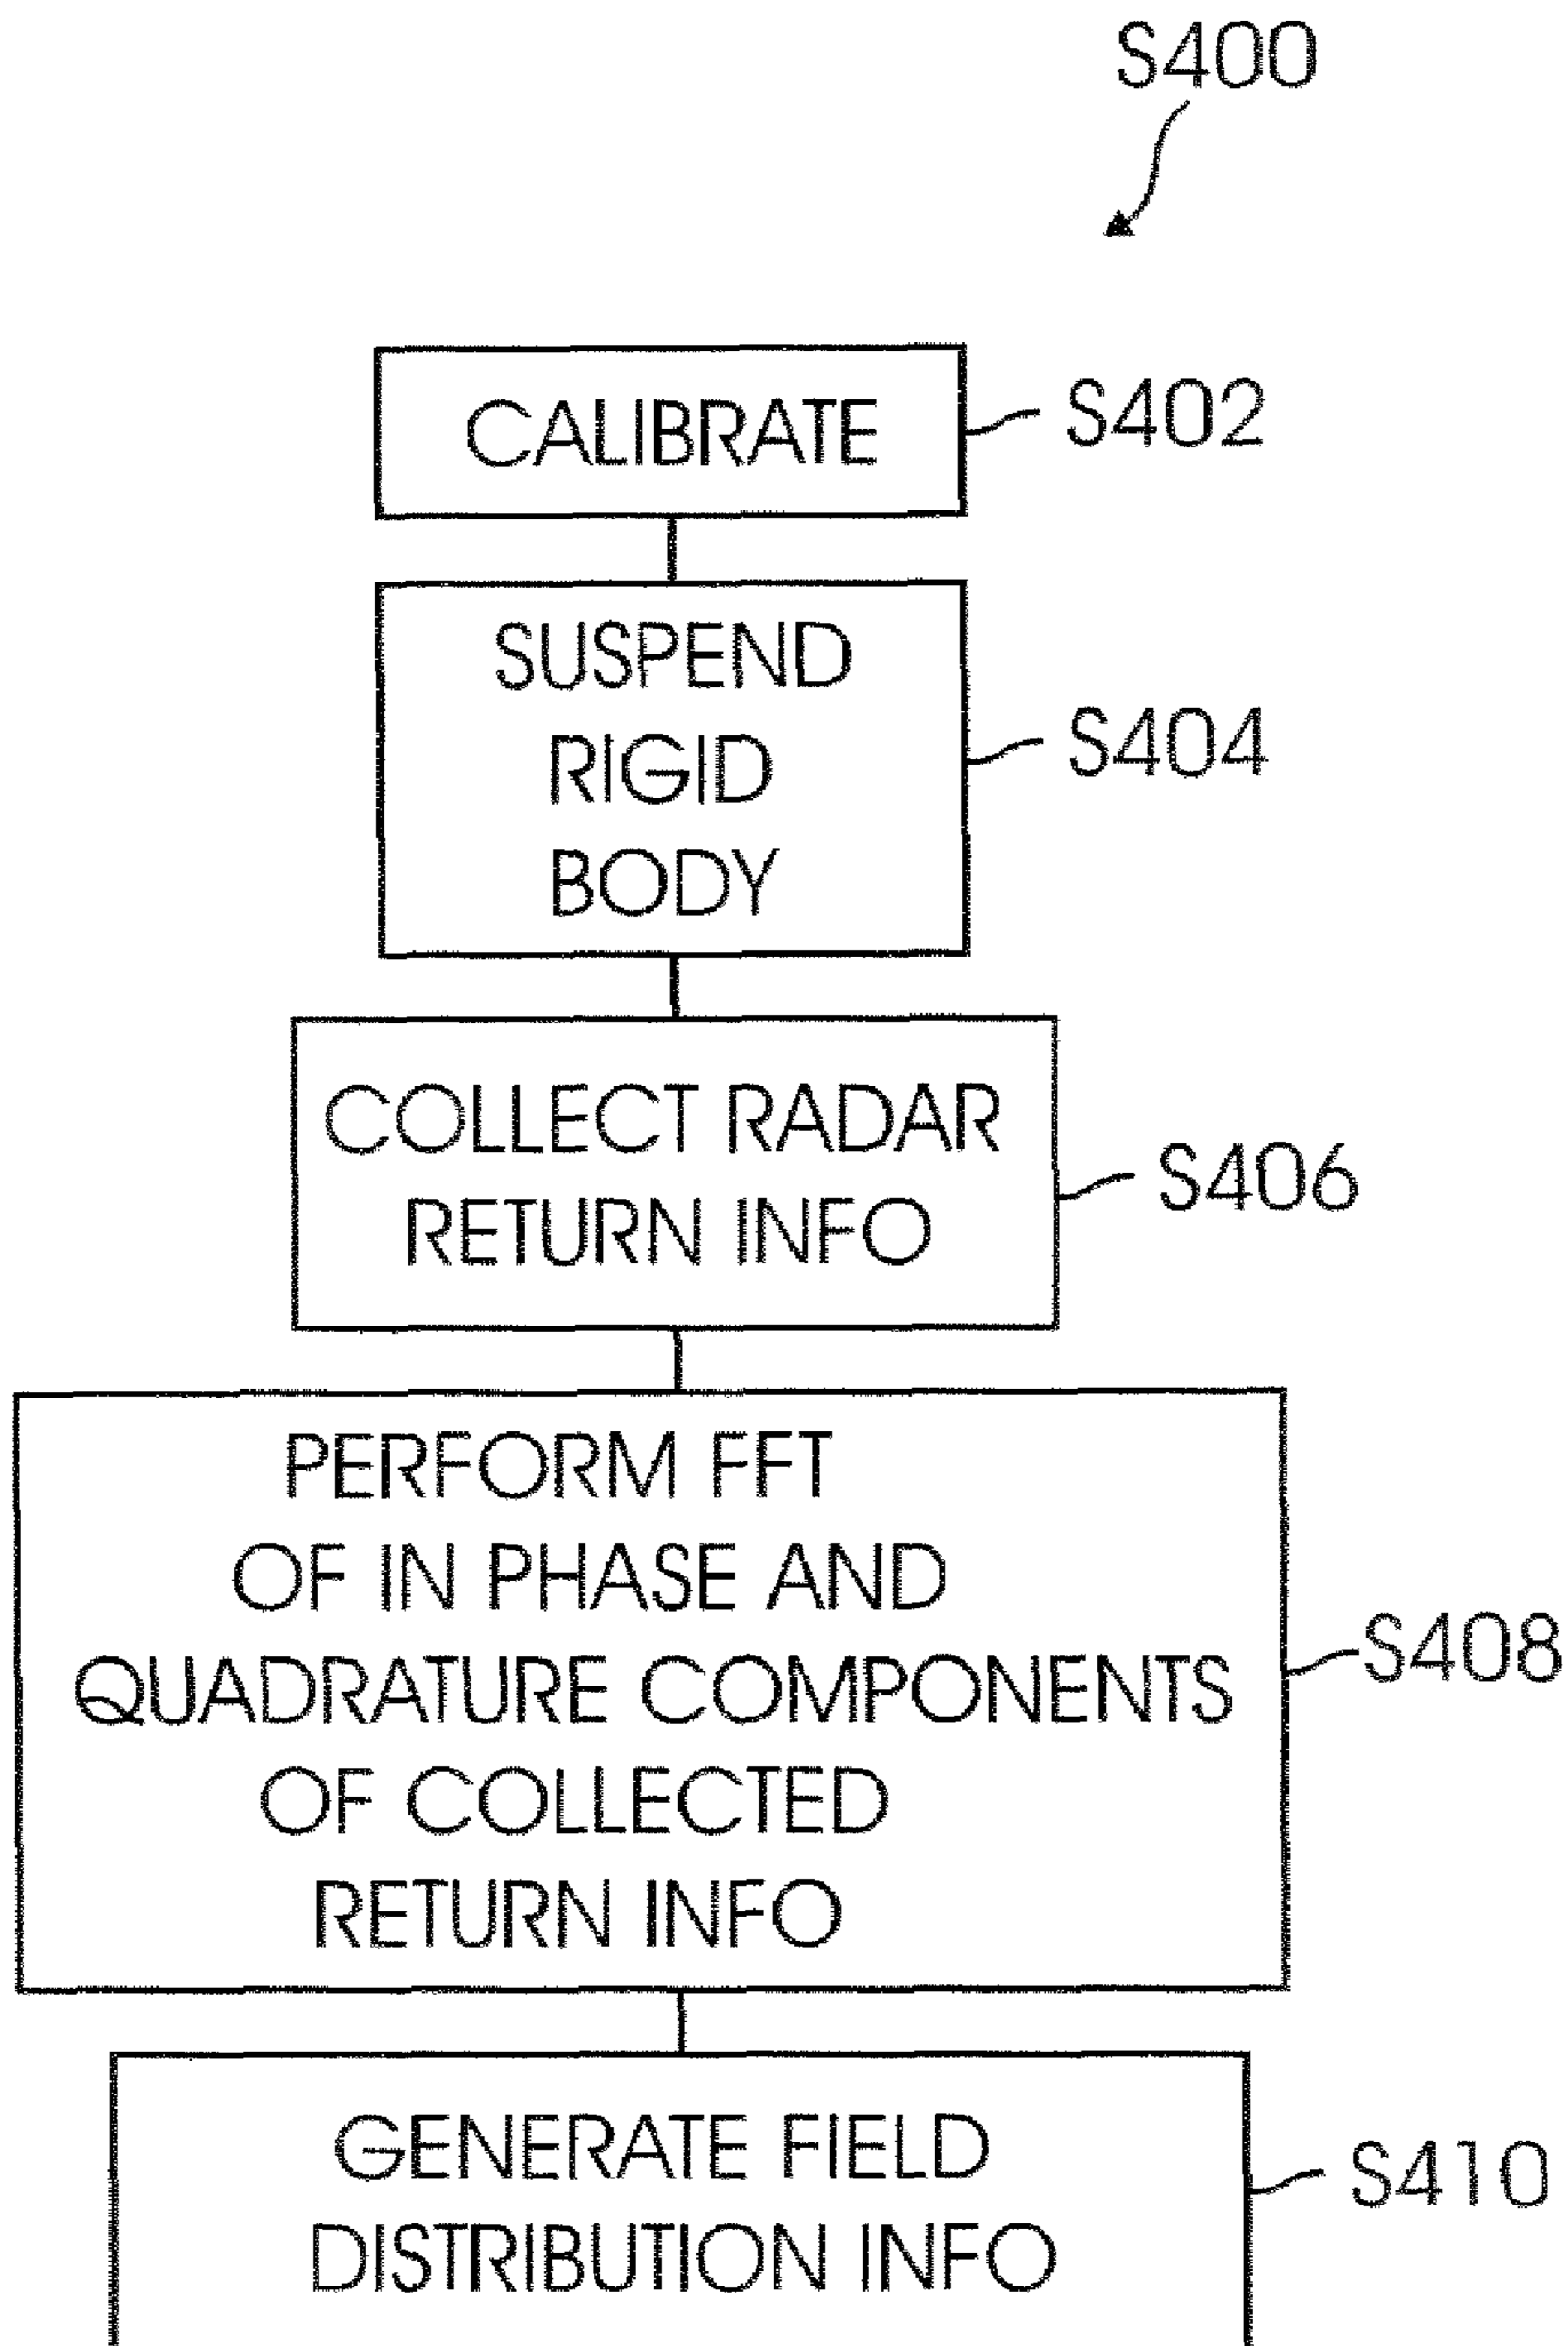 S400
CALIBRATE
S402
SUSPEND
RIGID
BODY
S404
COLLECT RADAR
RETURN INFO
S406
PERFORM FFT
OF IN PHASE AND
QUADRATURE COMPONENTS
OF COLLECTED
RETURN INFO
S408
GENERATE FIELD
DISTRIBUTION INFO
S410